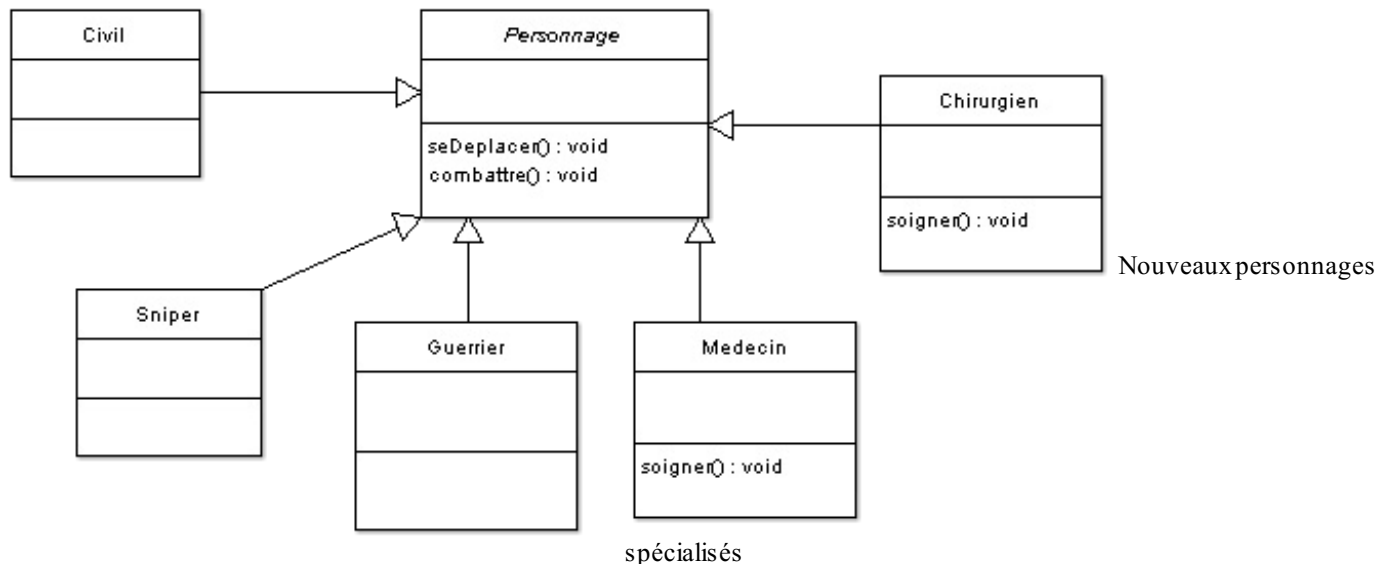 Civil
Personnage
seDeplacer() : void
combattre() : void
Chirurgien
soigner() : void
Nouveaux personnages
Sniper
Guerrier
Medecin
soigner() : void
spécialisés